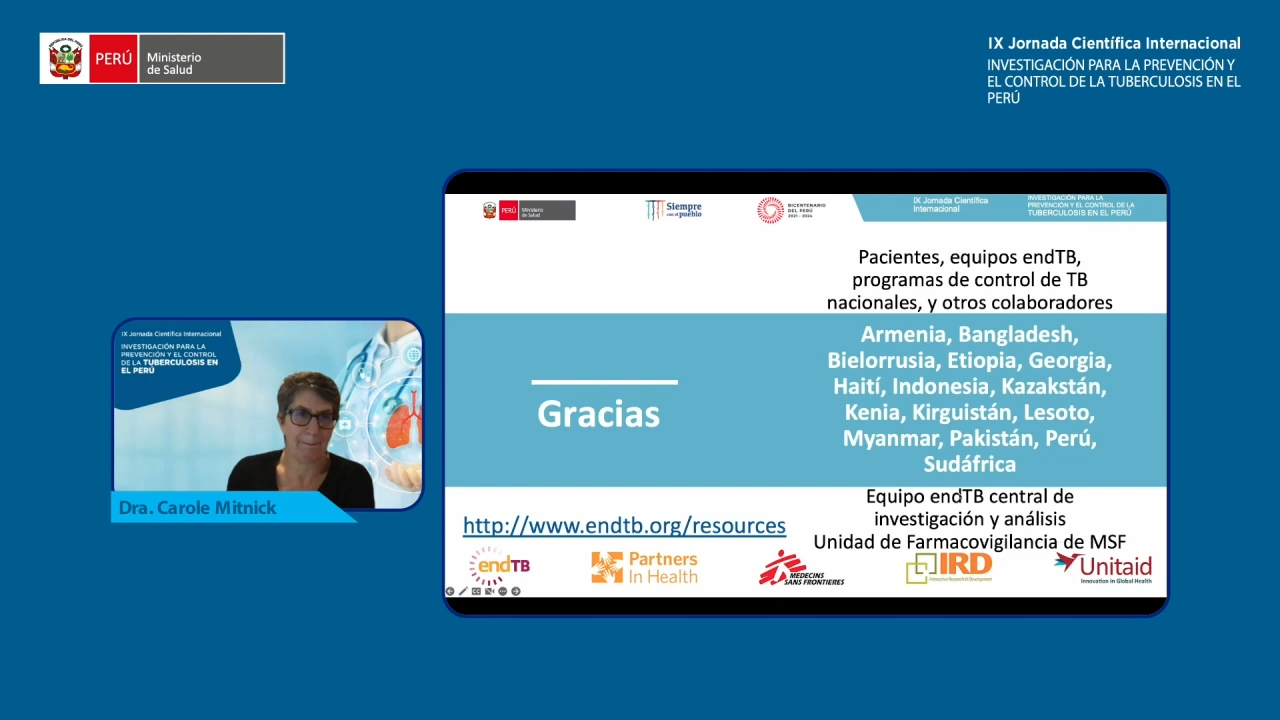 PERÚ
Ministerio
de Salud
IX Jornada Científica Internacional
INVESTIGACIÓN PARA LA PREVENCIÓN Y
EL CONTROL DE LA TUBERCULOSIS EN EL
PERÚ
PERÚ
Ministerio
de Salud
Siempre
con el pueblo
BICENTENARIO
DEL PERÚ
2021 - 2024
IX Jornada Científica
Internacional
INVESTIGACIÓN PARA LA
PREVENCIÓN Y EL CONTROL DE LA
TUBERCULOSIS EN EL PERÚ
Pacientes, equipos endTB,
programas de control de TB
nacionales, y otros colaboradores
Armenia, Bangladesh,
Bielorrusia, Etiopia, Georgia,
Haití, Indonesia, Kazakstán,
Kenia, Kirguistán, Lesoto,
Myanmar, Pakistán, Perú,
Sudáfrica
Gracias
Equipo endTB central de
investigación y análisis
Unidad de Farmacovigilancia de MSF
http://www.endtb.org/resources
endTB
Partners
In Health
MEDECINS
SANS FRONTIERES
IRD
Interactive Research & Development
Unitaid
Innovation in Global Health
IX Jornada Científica Internacional
INVESTIGACIÓN PARA LA
PREVENCIÓN Y EL CONTROL
DE LA TUBERCULOSIS EN
EL PERÚ
Dra. Carole Mitnick